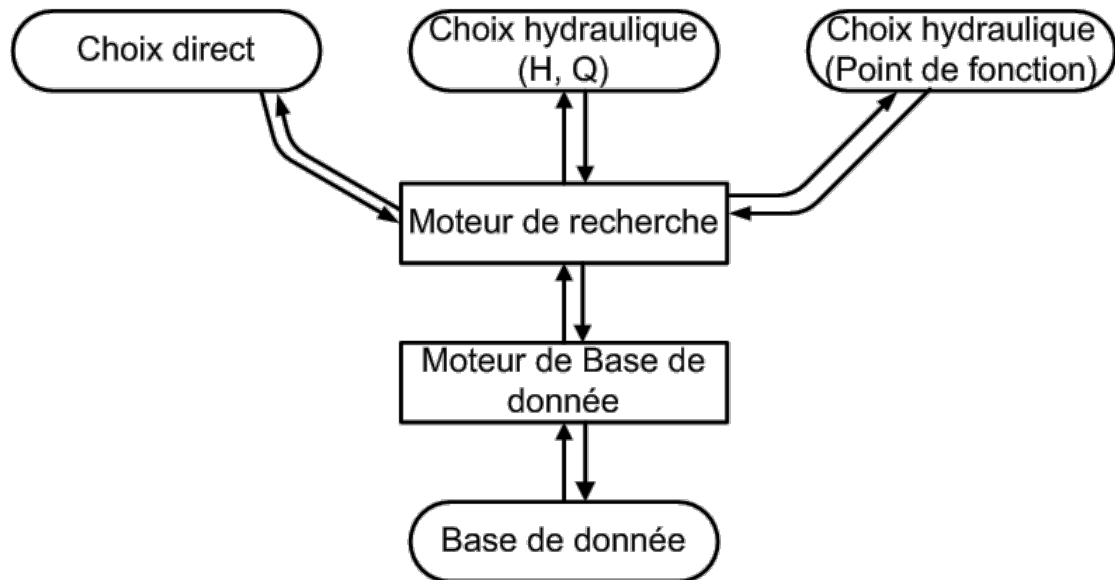 Choix direct
Choix hydraulique
(H, Q)
Choix hydraulique
(Point de fonction)
Moteur de recherche
Moteur de Base de
donnée
Base de donnée